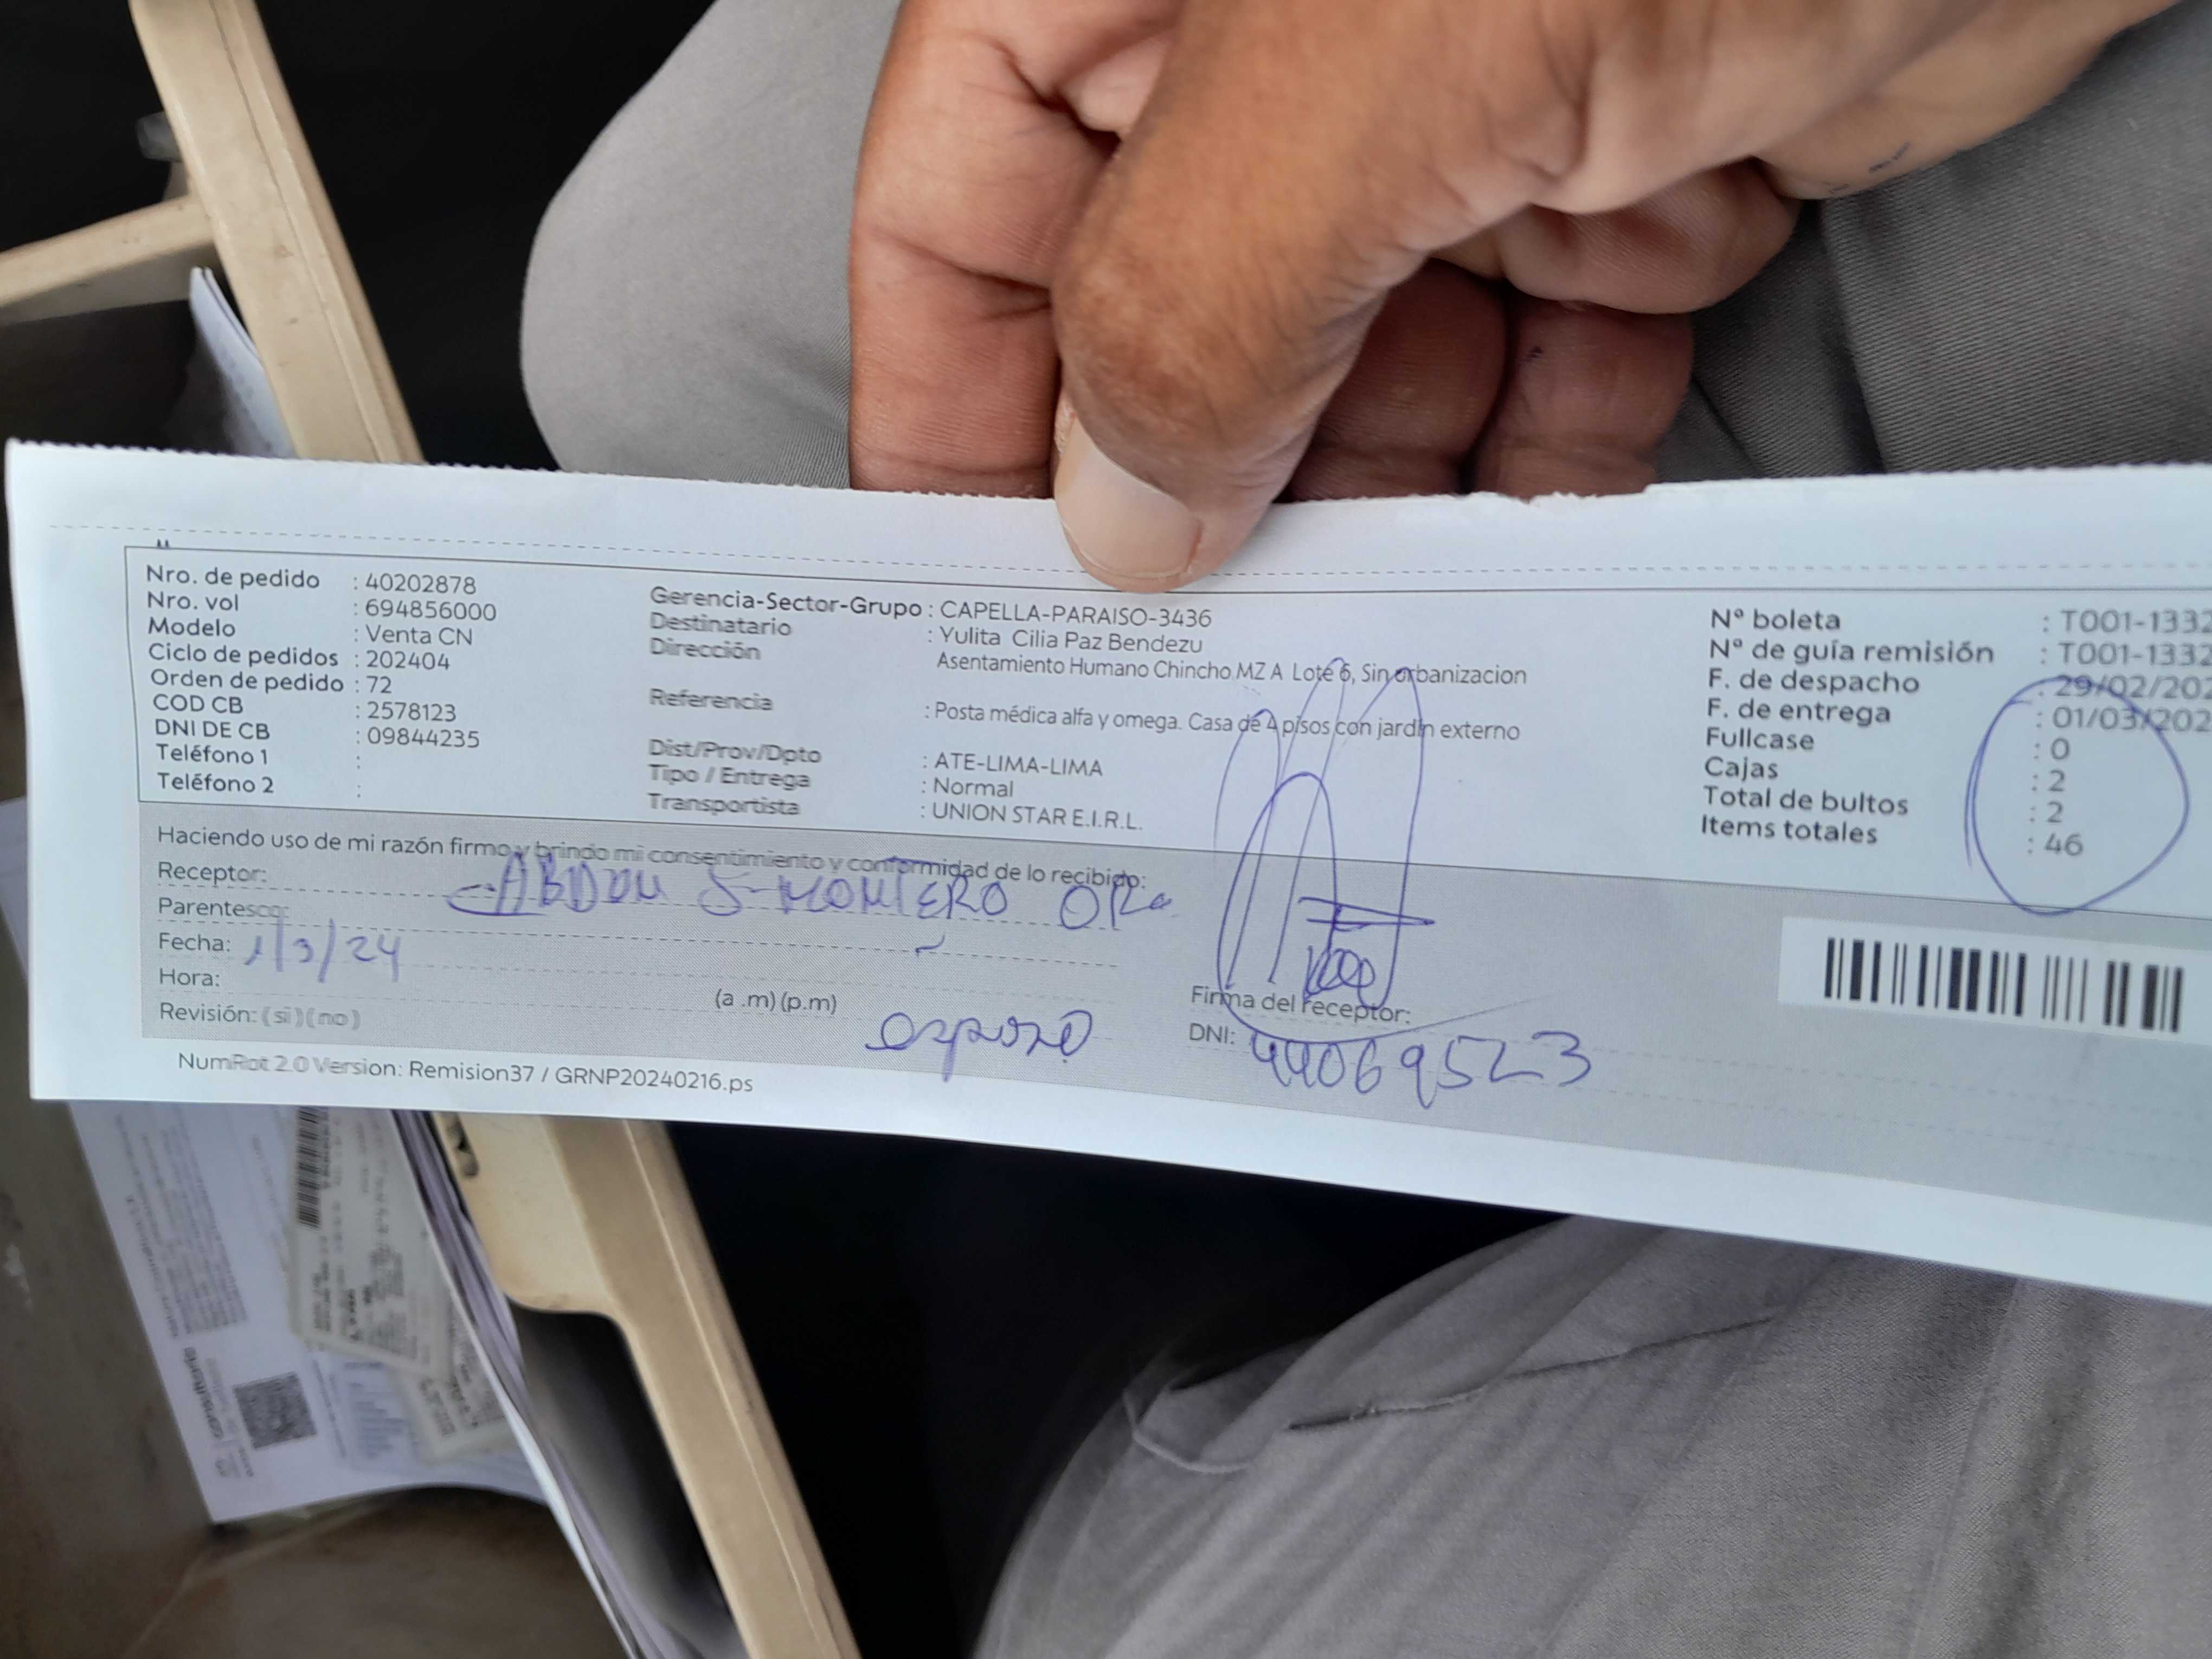 Nro. de pedido : 40202878
Nro. vol : 694856000
Modelo : Venta CN
Ciclo de pedidos : 202404
Orden de pedido : 72
COD CB : 2578123
DNI DE CB : 09844235
Teléfono 1 :
Teléfono 2 :
Gerencia-Sector-Grupo : CAPELLA-PARAISO-3436
Destinatario : Yulita Cilia Paz Bendezu
Dirección Asentamiento Humano Chincho MZ A Lote 6, Sin urbanizacion
Referencia : Posta médica alfa y omega. Casa de 4 pisos con jardín externo
Dist/Prov/Dpto : ATE-LIMA-LIMA
Tipo / Entrega : Normal
Transportista : UNION STAR E.I.R.L.
Nº boleta : T001-1332
Nº de guía remisión : T001-1332
F. de despacho : 29/02/202
F. de entrega : 01/03/202
Fullcase : 0
Cajas : 2
Total de bultos : 2
Items totales : 46
Haciendo uso de mi razón firmo y brindo mi consentimiento y conformidad de lo recibido:
Receptor: ABDON S. MONTERO
Parentesco:
Fecha: 1/3/24
Hora: (a .m) (p.m)
Revisión: (si) (no)
esposo
Firma del receptor:
DNI: 44069523
NumRot 2.0 Version: Remision37 / GRNP20240216.ps